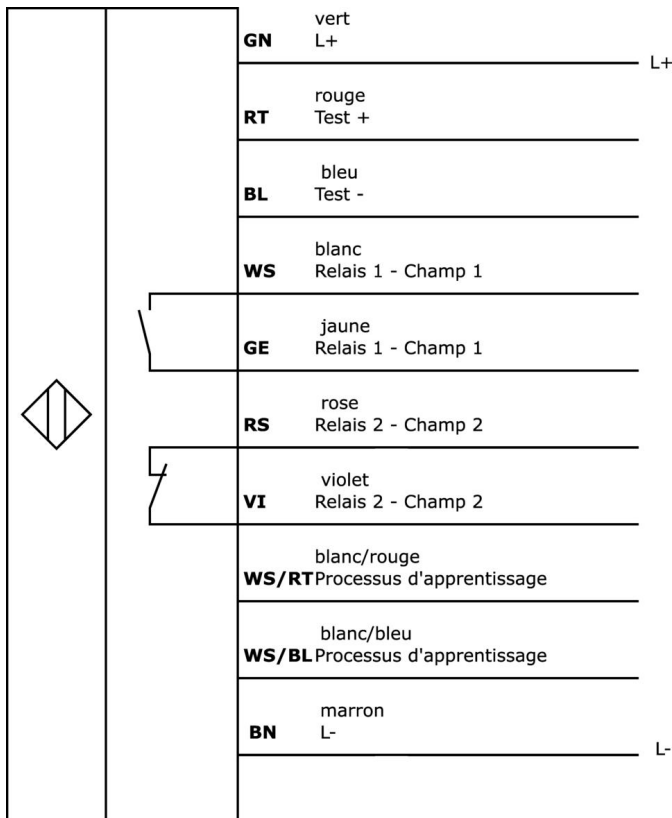 vert
GN L+
L+
rouge
RT Test +
bleu
BL Test -
blanc
WS Relais 1 - Champ 1
jaune
GE Relais 1 - Champ 1
rose
RS Relais 2 - Champ 2
violet
VI Relais 2 - Champ 2
blanc/rouge
WS/RT Processus d'apprentissage
blanc/bleu
WS/BL Processus d'apprentissage
marron
BN L-
L-